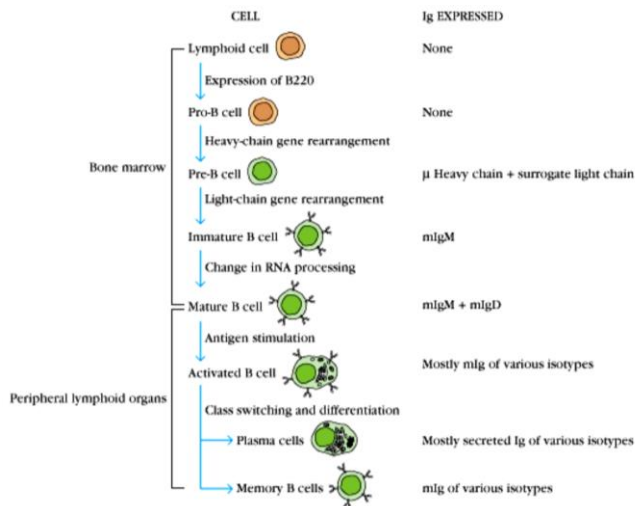 CELL Ig EXPRESSED
Lymphoid cell None
Expression of B220
Pro-B cell None
Heavy-chain gene rearrangement
Bone marrow
Pre-B cell μ Heavy chain + surrogate light chain
Light-chain gene rearrangement
Immature B cell mIgM
Change in RNA processing
Mature B cell mIgM + mIgD
Antigen stimulation
Activated B cell Mostly mIg of various isotypes
Peripheral lymphoid organs
Class switching and differentiation
Plasma cells Mostly secreted Ig of various isotypes
Memory B cells mIg of various isotypes